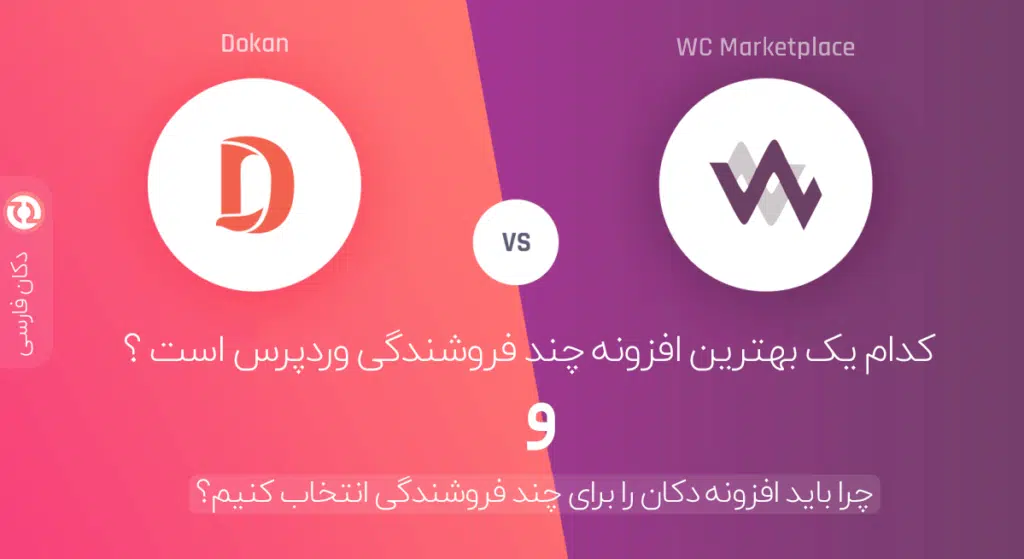 Dokan
WC Marketplace
VS
دکان فارسی
کدام یک بهترین افزونه چند فروشندگی وردپرس است ؟
و
چرا باید افزونه دکان را برای چند فروشندگی انتخاب کنیم؟